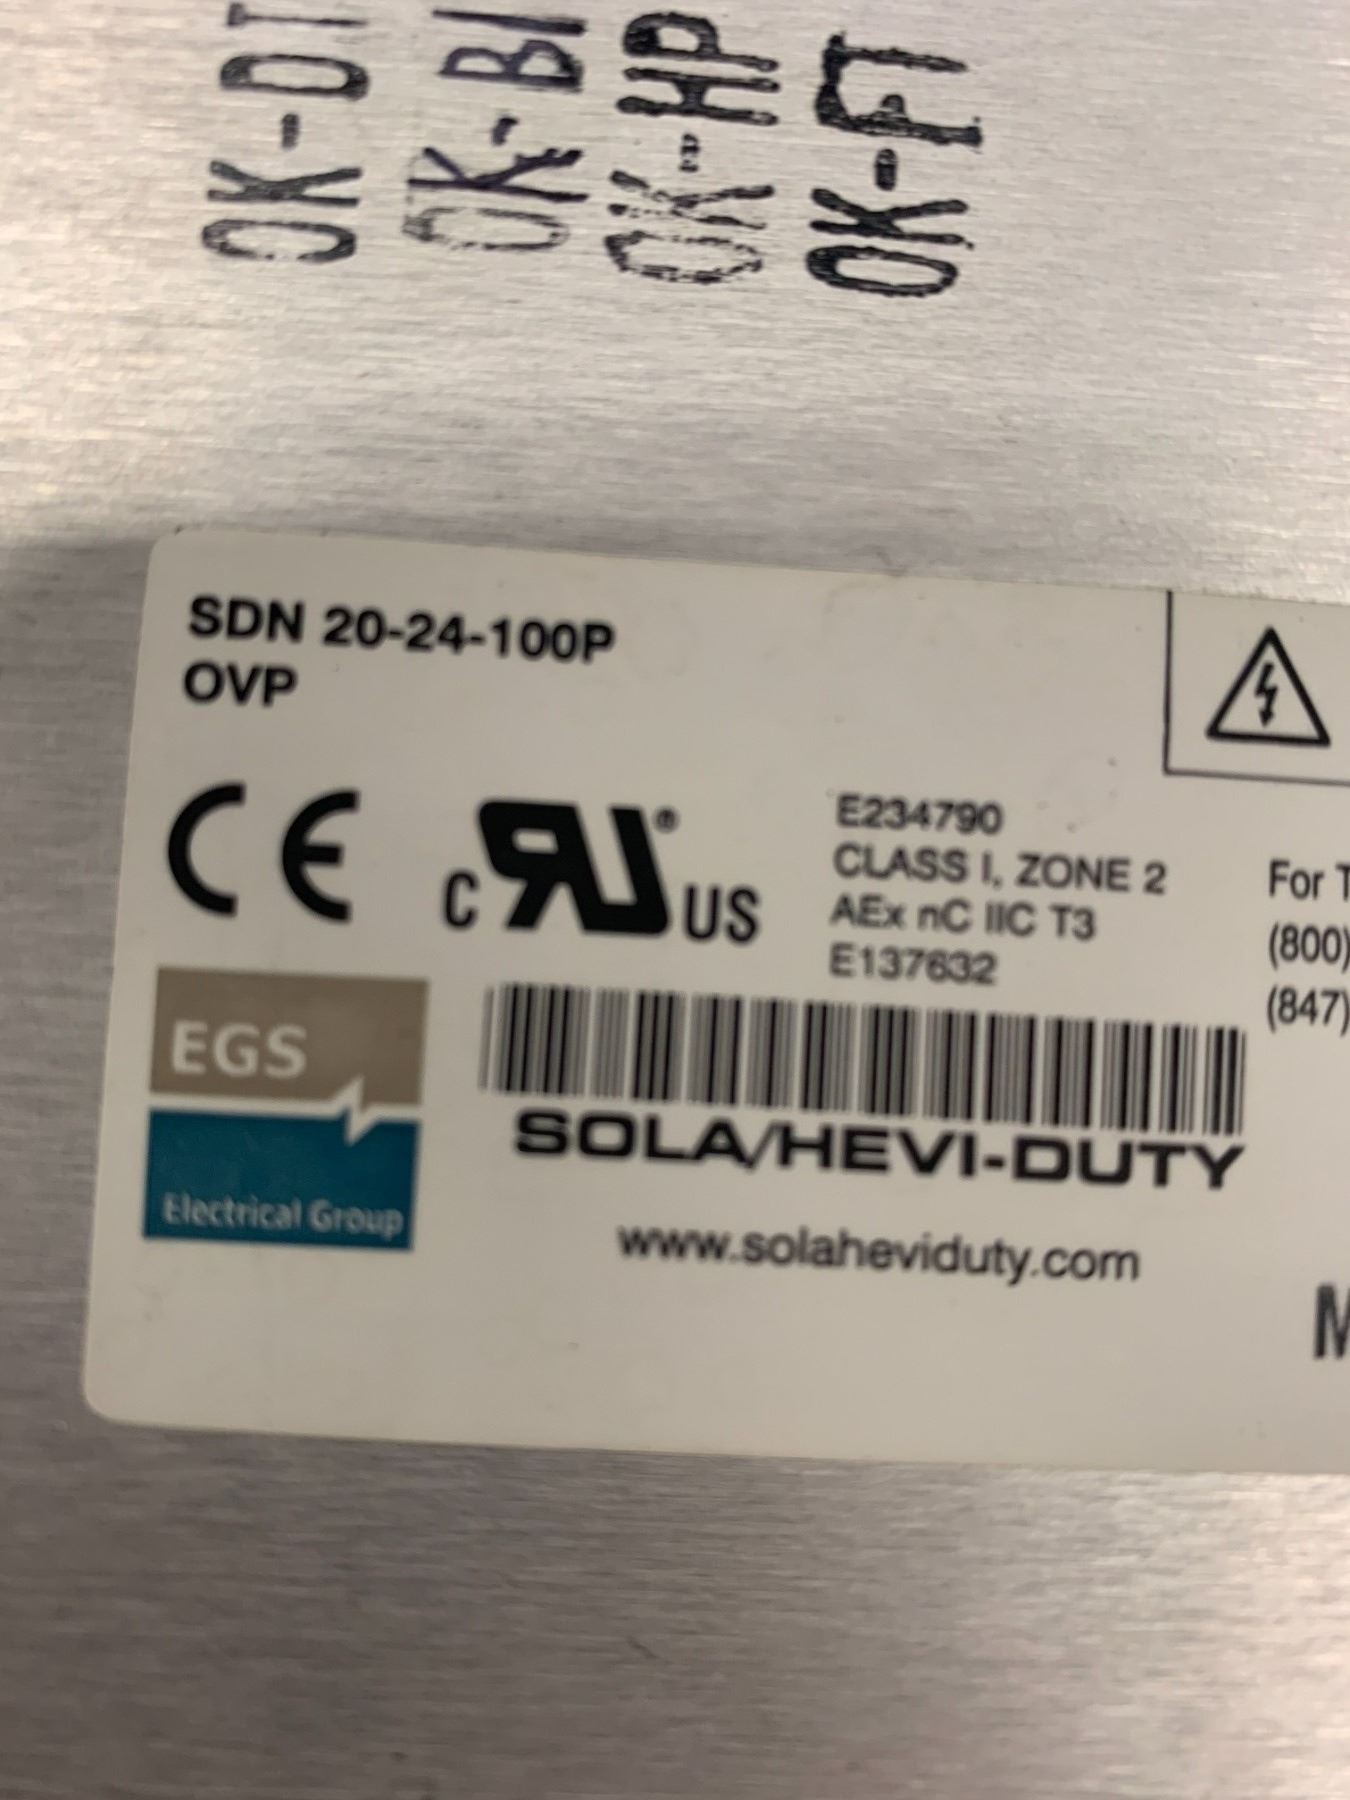 OK-DT
OK-BI
OK-HP
OK-FT
SDN 20-24-100P
OVP
CE
C RU® US
E234790
CLASS I, ZONE 2
AEx nC IIC T3
E137632
For T
(800)
(847)
EGS
Electrical Group
SOLA/HEVI-DUTY
www.solaheviduty.com
M